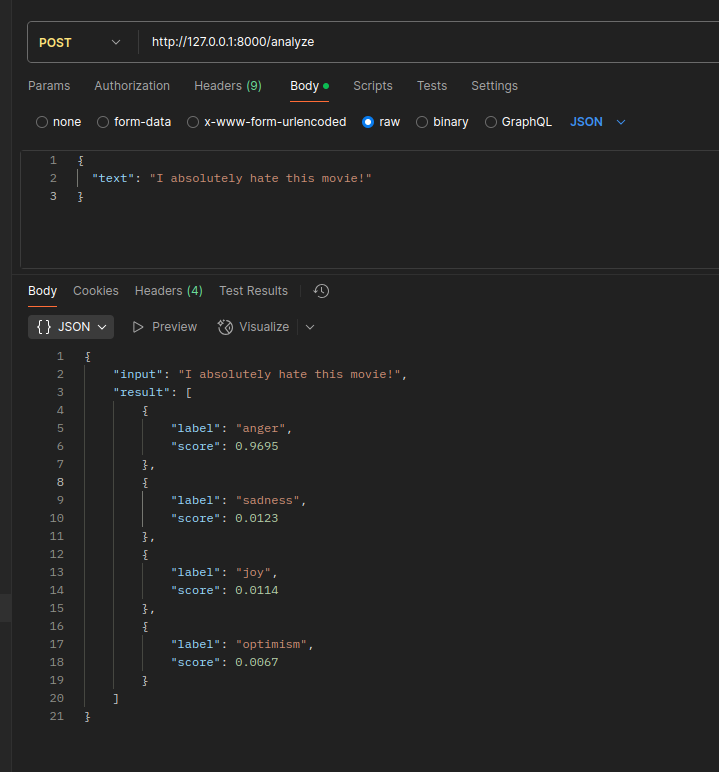 POST http://127.0.0.1:8000/analyze
Params Authorization Headers (9) Body Scripts Tests Settings
none form-data x-www-form-urlencoded raw binary GraphQL JSON
1 {
2 "text": "I absolutely hate this movie!"
3 }
Body Cookies Headers (4) Test Results
{} JSON Preview Visualize
1 {
2 "input": "I absolutely hate this movie!",
3 "result": [
4 {
5 "label": "anger",
6 "score": 0.9695
7 },
8 {
9 "label": "sadness",
10 "score": 0.0123
11 },
12 {
13 "label": "joy",
14 "score": 0.0114
15 },
16 {
17 "label": "optimism",
18 "score": 0.0067
19 }
20 ]
21 }